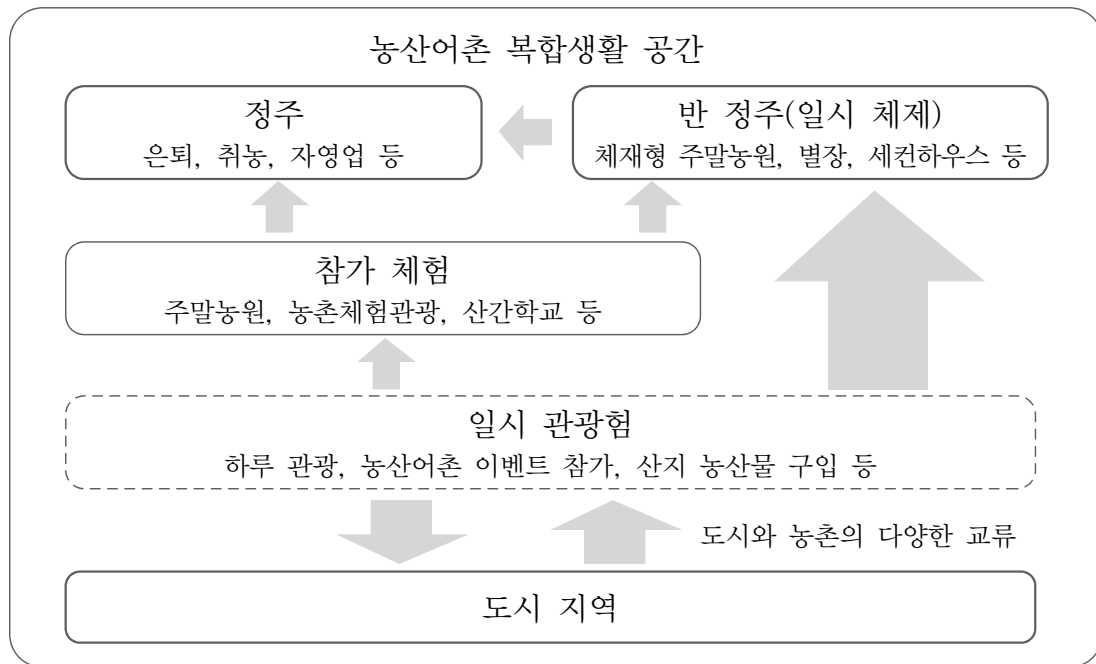 농산어촌 복합생활 공간
정주
은퇴, 취농, 자영업 등
반 정주(일시 체제)
체재형 주말농원, 별장, 세컨하우스 등
참가 체험
주말농원, 농촌체험관광, 산간학교 등
일시 관광험
하루 관광, 농산어촌 이벤트 참가, 산지 농산물 구입 등
도시와 농촌의 다양한 교류
도시 지역